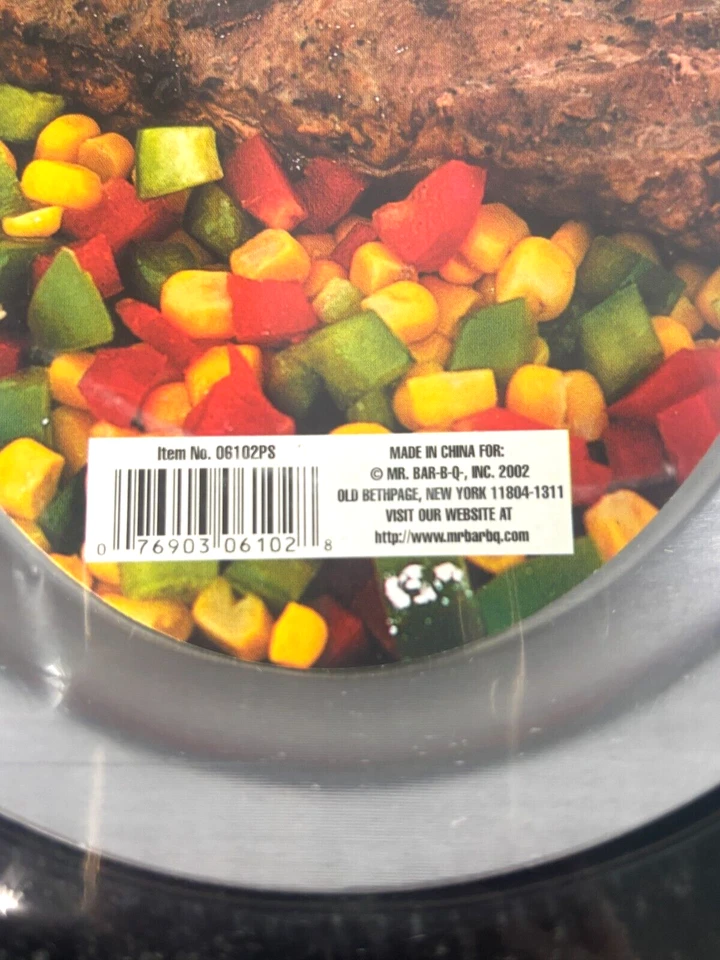 Item No. 06102PS
0 76903 06102 8
MADE IN CHINA FOR:
© MR. BAR-B-Q-, INC. 2002
OLD BETHPAGE, NEW YORK 11804-1311
VISIT OUR WEBSITE AT
http://www.mrbarbq.com